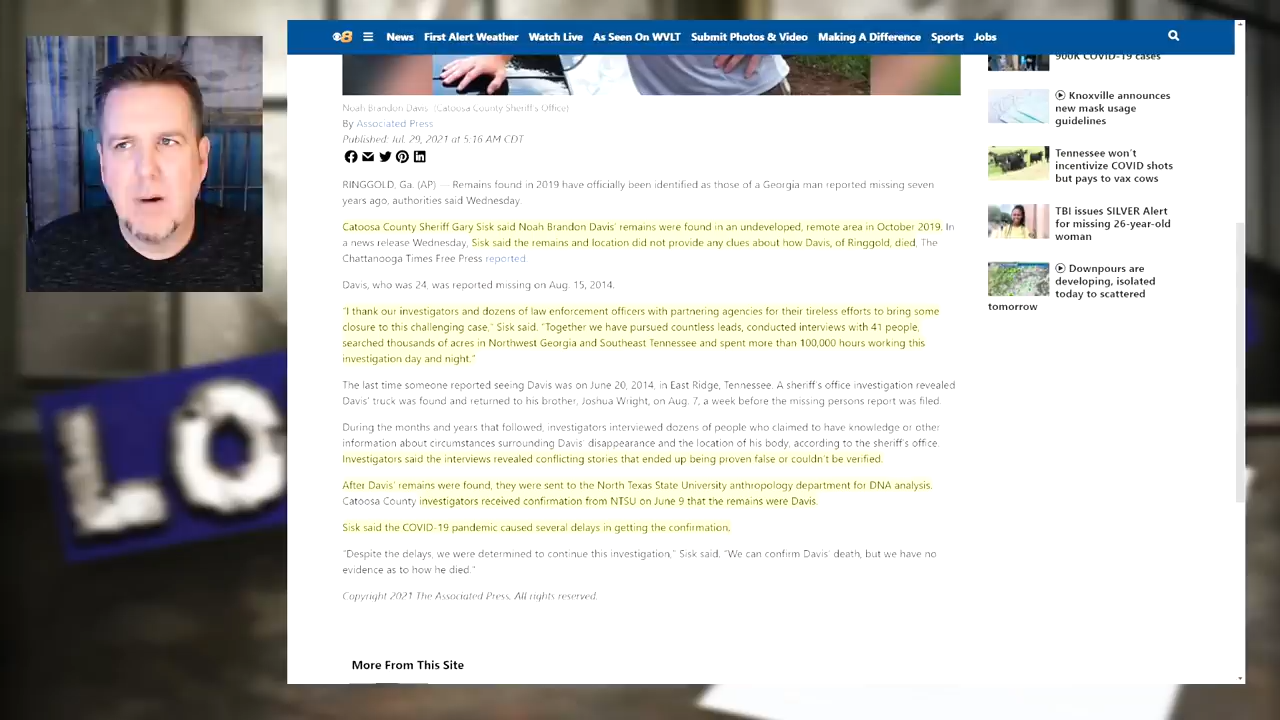 8
News First Alert Weather Watch Live As Seen On WVLT Submit Photos & Video Making A Difference Sports Jobs
900K COVID-19 cases
Noah Brandon Davis (Catoosa County Sheriff's Office)
By Associated Press
Published: Jul. 29, 2021 at 5:16 AM CDT
RINGGOLD, Ga. (AP) — Remains found in 2019 have officially been identified as those of a Georgia man reported missing seven
years ago, authorities said Wednesday.
Catoosa County Sheriff Gary Sisk said Noah Brandon Davis' remains were found in an undeveloped, remote area in October 2019. In
a news release Wednesday, Sisk said the remains and location did not provide any clues about how Davis, of Ringgold, died. The
Chattanooga Times Free Press reported.
Davis, who was 24, was reported missing on Aug. 15, 2014.
"I thank our investigators and dozens of law enforcement officers with partnering agencies for their tireless efforts to bring some
closure to this challenging case," Sisk said. "Together we have pursued countless leads, conducted interviews with 41 people,
searched thousands of acres in Northwest Georgia and Southeast Tennessee and spent more than 100,000 hours working this
investigation day and night."
The last time someone reported seeing Davis was on June 20, 2014, in East Ridge, Tennessee. A sheriff's office investigation revealed
Davis' truck was found and returned to his brother, Joshua Wright, on Aug. 7, a week before the missing persons report was filed.
During the months and years that followed, investigators interviewed dozens of people who claimed to have knowledge or other
information about circumstances surrounding Davis' disappearance and the location of his body, according to the sheriff's office.
Investigators said the interviews revealed conflicting stories that ended up being proven false or couldn't be verified.
After Davis' remains were found, they were sent to the North Texas State University anthropology department for DNA analysis.
Catoosa County investigators received confirmation from NTSU on June 9 that the remains were Davis.
Sisk said the COVID-19 pandemic caused several delays in getting the confirmation.
"Despite the delays, we were determined to continue this investigation," Sisk said. "We can confirm Davis' death, but we have no
evidence as to how he died."
Copyright 2021 The Associated Press. All rights reserved.
More From This Site
Knoxville announces
new mask usage
guidelines
Tennessee won't
incentivize COVID shots
but pays to vax cows
TBI issues SILVER Alert
for missing 26-year-old
woman
Downpours are
developing, isolated
today to scattered
tomorrow
LO